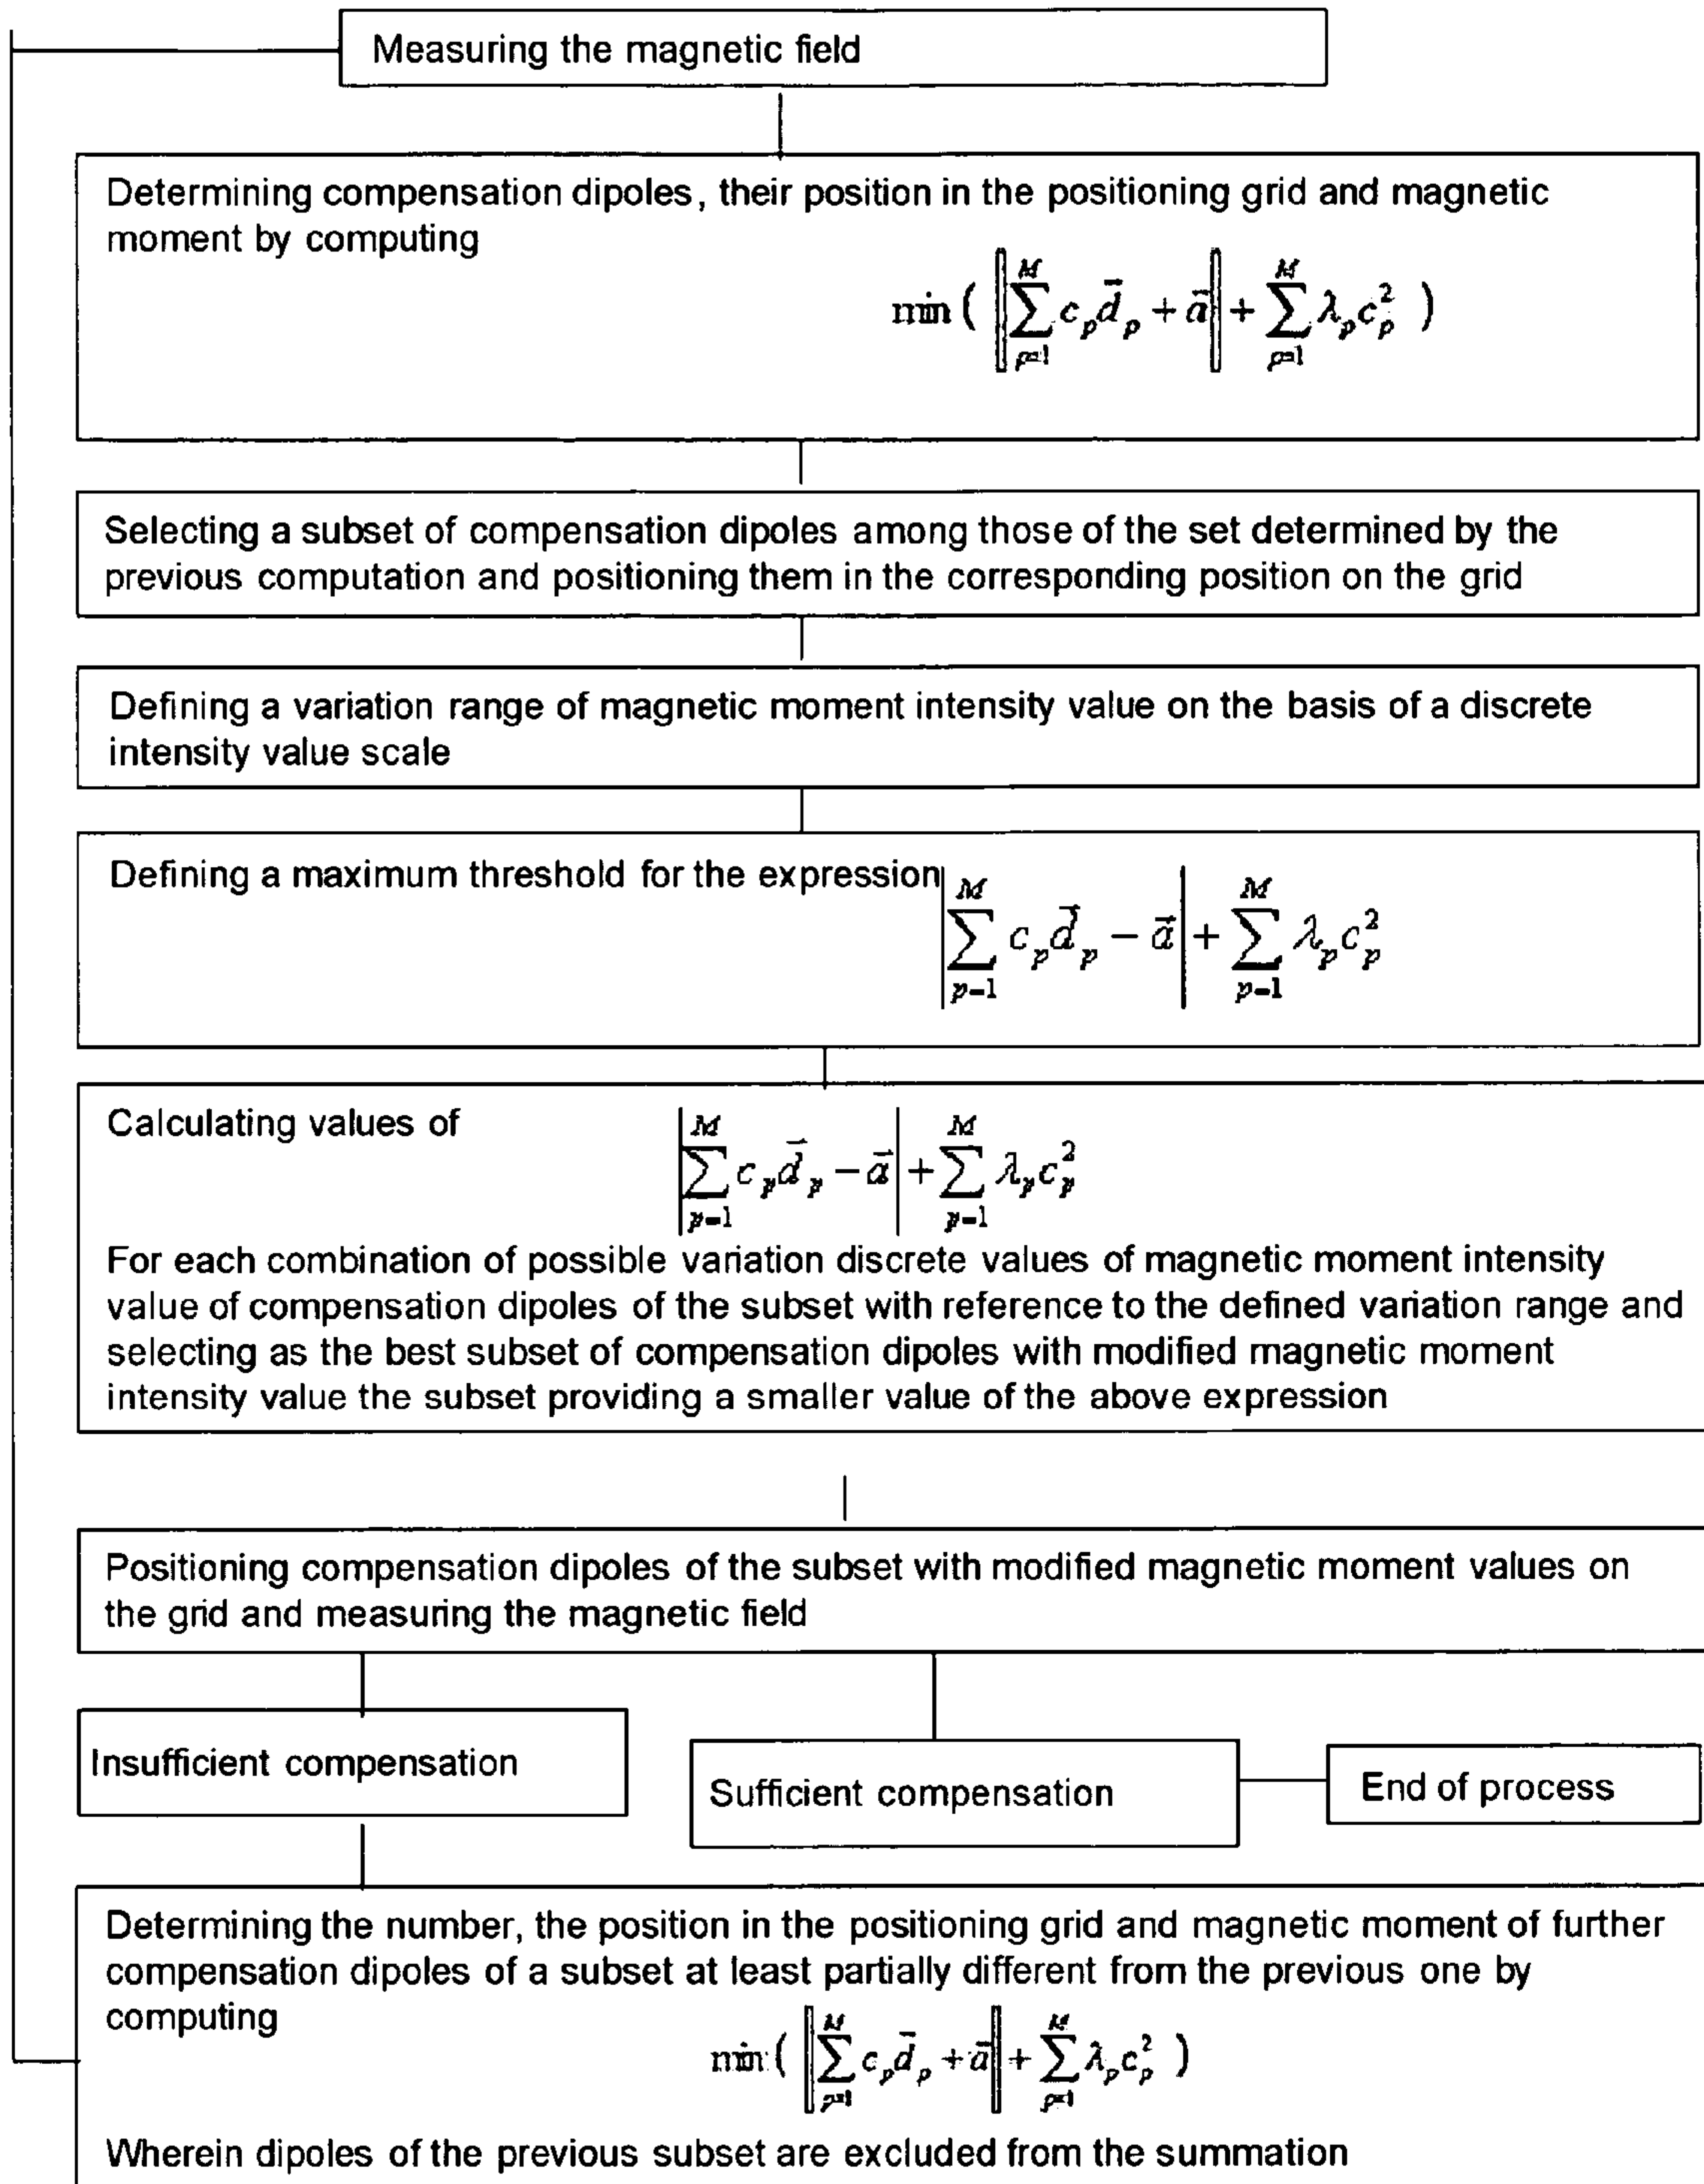 Measuring the magnetic field
Determining compensation dipoles, their position in the positioning grid and magnetic
moment by computing
min ( ‖∑_{p=1}^{M} c_p d̄_p + ā‖ + ∑_{p=1}^{M} λ_p c_p^2 )
Selecting a subset of compensation dipoles among those of the set determined by the
previous computation and positioning them in the corresponding position on the grid
Defining a variation range of magnetic moment intensity value on the basis of a discrete
intensity value scale
Defining a maximum threshold for the expression |∑_{p=1}^{M} c_p d⃗_p − a⃗| + ∑_{p=1}^{M} λ_p c_p^2
Calculating values of |∑_{p=1}^{M} c_p d̄_p − ā| + ∑_{p=1}^{M} λ_p c_p^2
For each combination of possible variation discrete values of magnetic moment intensity
value of compensation dipoles of the subset with reference to the defined variation range and
selecting as the best subset of compensation dipoles with modified magnetic moment
intensity value the subset providing a smaller value of the above expression
Positioning compensation dipoles of the subset with modified magnetic moment values on
the grid and measuring the magnetic field
Insufficient compensation
Sufficient compensation
End of process
Determining the number, the position in the positioning grid and magnetic moment of further
compensation dipoles of a subset at least partially different from the previous one by
computing
min ( ‖∑_{p=1}^{M} c_p d̄_p + ā‖ + ∑_{p=1}^{M} λ_p c_p^2 )
Wherein dipoles of the previous subset are excluded from the summation